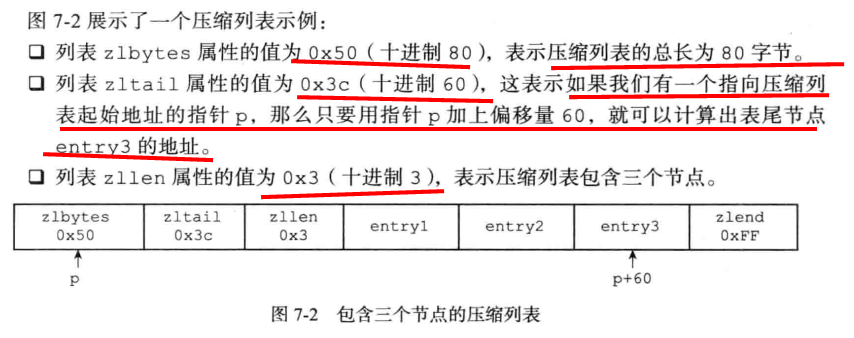 图 7-2 展示了一个压缩列表示例：
❑ 列表 zlbytes 属性的值为 0x50（十进制 80），表示压缩列表的总长为 80 字节。
❑ 列表 zltail 属性的值为 0x3c（十进制 60），这表示如果我们有一个指向压缩列
表起始地址的指针 p，那么只要用指针 p 加上偏移量 60，就可以计算出表尾节点
entry3 的地址。
❑ 列表 zllen 属性的值为 0x3（十进制 3），表示压缩列表包含三个节点。
zlbytes zltail zllen entry1 entry2 entry3 zlend
0x50 0x3c 0x3 0xFF
p p+60
图 7-2 包含三个节点的压缩列表